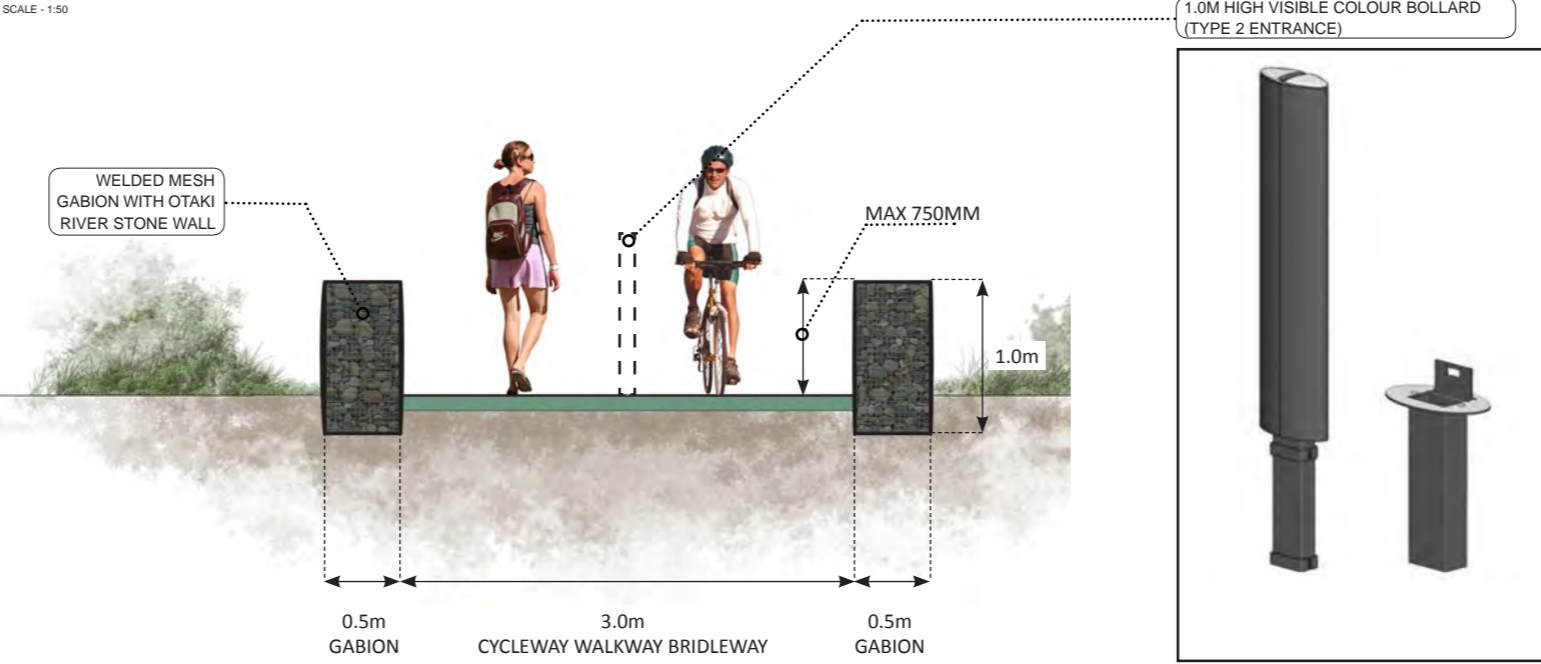 SCALE - 1:50
1.0M HIGH VISIBLE COLOUR BOLLARD
(TYPE 2 ENTRANCE)
WELDED MESH
GABION WITH OTAKI
RIVER STONE WALL
MAX 750MM
1.0m
0.5m
GABION
3.0m
CYCLEWAY WALKWAY BRIDLEWAY
0.5m
GABION